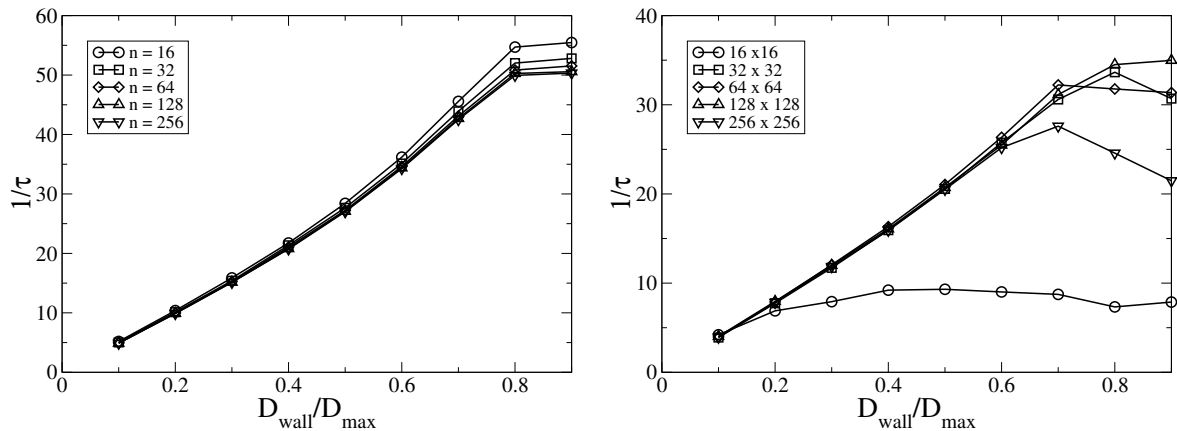 60
50
40
30
20
10
0
1/τ
n = 16
n = 32
n = 64
n = 128
n = 256
0 0.2 0.4 0.6 0.8
D_wall/D_max
40
30
20
10
0
1/τ
16 x16
32 x 32
64 x 64
128 x 128
256 x 256
0 0.2 0.4 0.6 0.8
D_wall/D_max